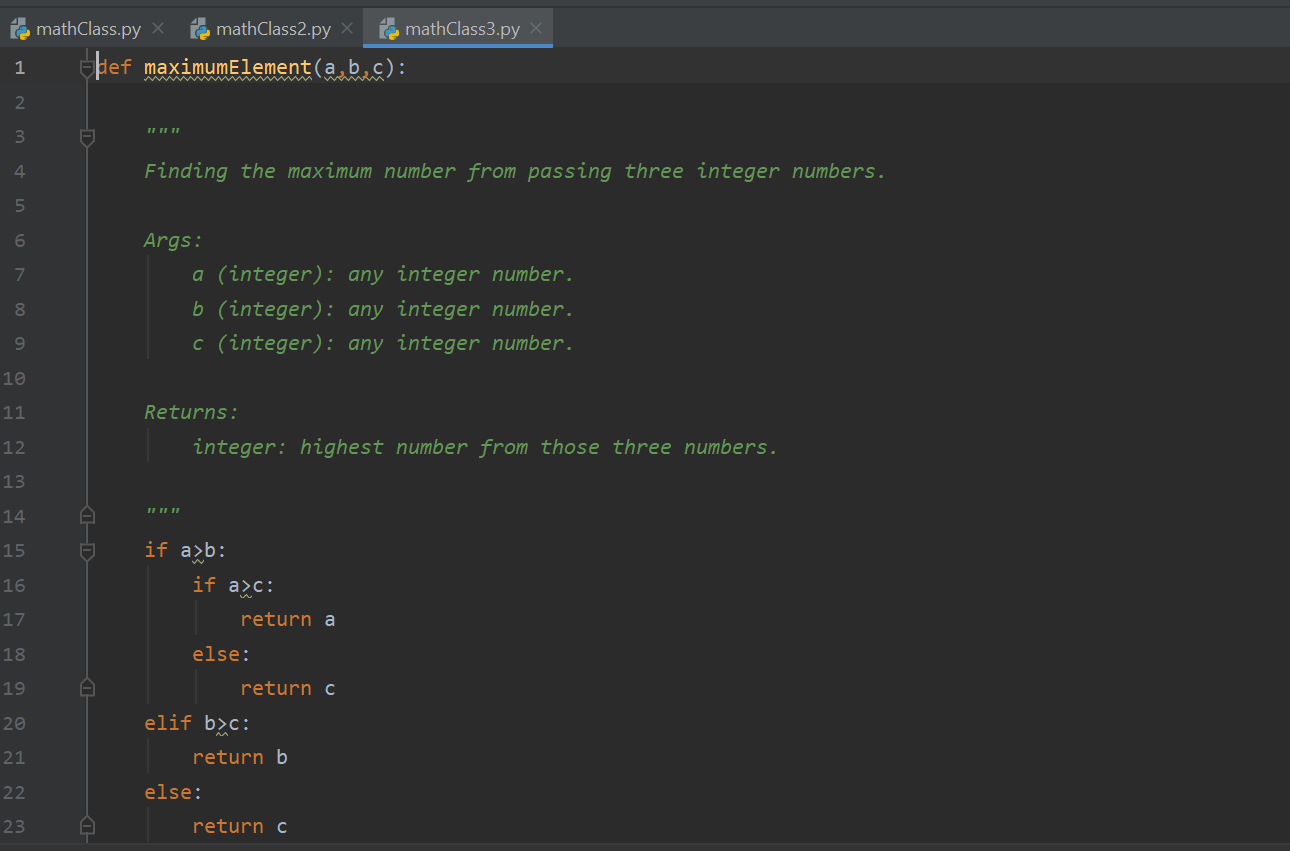 mathClass.py mathClass2.py mathClass3.py
1 def maximumElement(a,b,c):
2
3     """
4     Finding the maximum number from passing three integer numbers.
5
6     Args:
7         a (integer): any integer number.
8         b (integer): any integer number.
9         c (integer): any integer number.
10
11     Returns:
12         integer: highest number from those three numbers.
13
14     """
15     if a>b:
16         if a>c:
17             return a
18         else:
19             return c
20     elif b>c:
21         return b
22     else:
23         return c